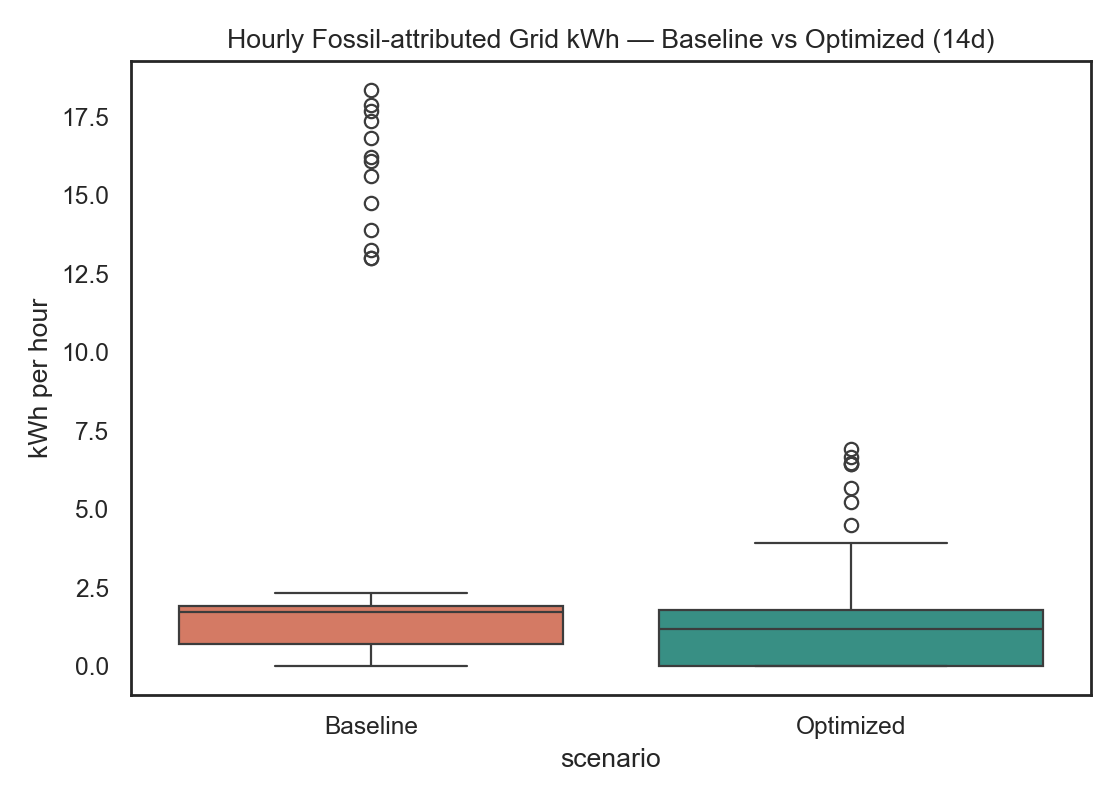 Hourly Fossil-attributed Grid kWh — Baseline vs Optimized (14d)
kWh per hour
17.5
15.0
12.5
10.0
7.5
5.0
2.5
0.0
Baseline
Optimized
scenario